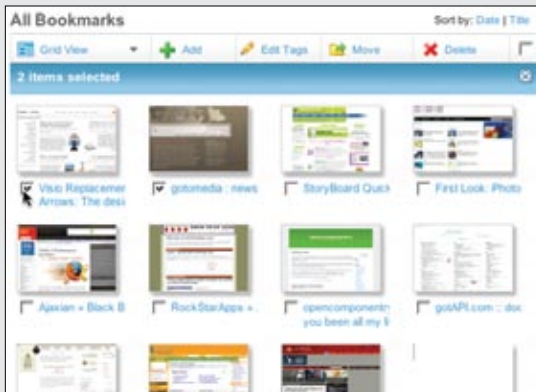 All Bookmarks
Sort by: Date | Title
Grid View Add Edit Tags Move Delete
2 items selected
Visio Replacemen
Arrows: The desi
gotomedia : news
StoryBoard Quick
First Look: Photo
Ajaxian » Black B
RockStarApps » .
opencomponentry
you been all my li
gotAPI.com :: doc